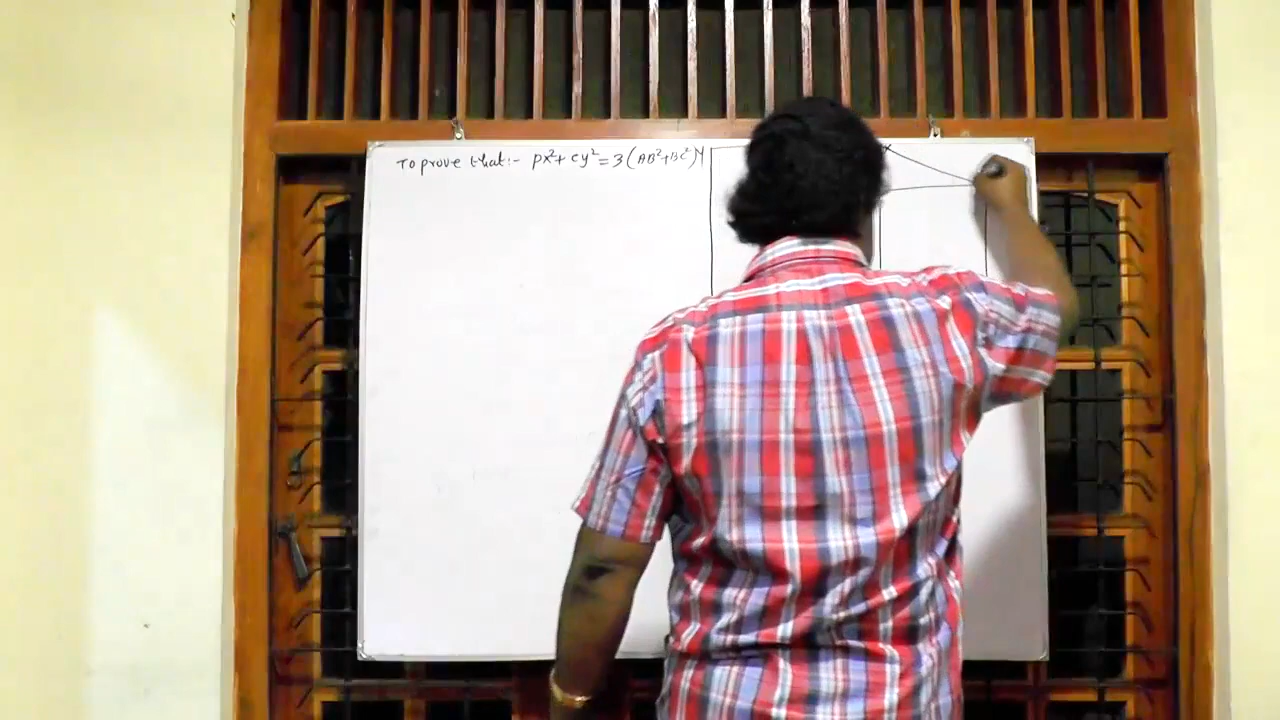 To prove that:- px²+cy²=3(AB²+BC²)
Y
X